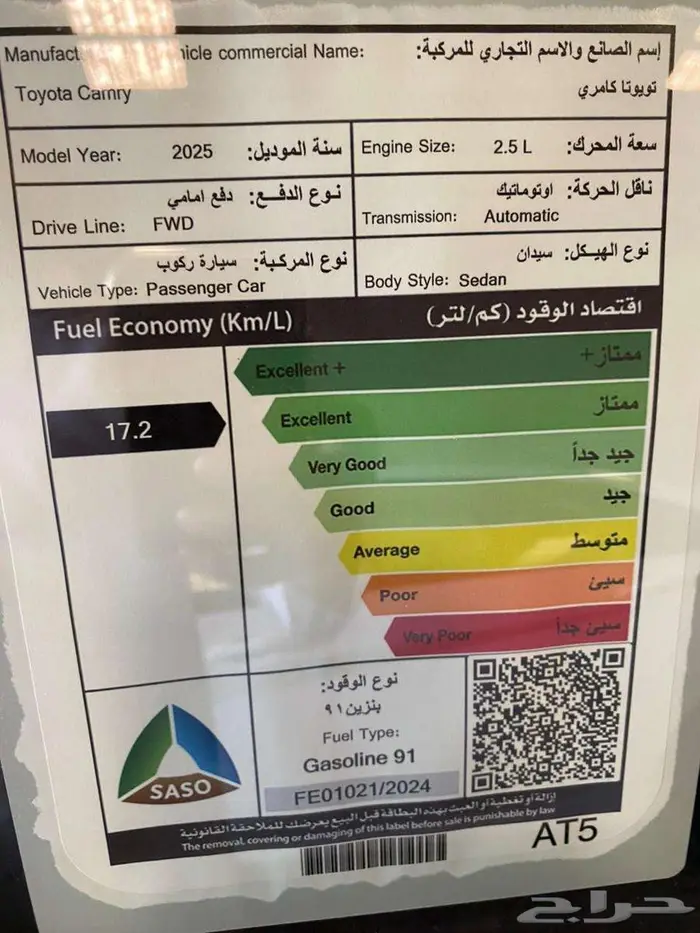 إسم الصانع والاسم التجاري للمركبة:
nicle commercial Name:
تويوتا كامري
Toyota Camry
سنة الموديل: 2025 Model Year:
سعة المحرك: 2.5 L Engine Size:
نوع الدفع: دفع امامي
Drive Line: FWD
ناقل الحركة: اوتوماتيك
Transmission: Automatic
نوع المركبة: سيارة ركوب
Vehicle Type: Passenger Car
نوع الهيكل: سيدان
Body Style: Sedan
اقتصاد الوقود (كم/لتر) Fuel Economy (Km/L)
17.2
ممتاز+ Excellent +
ممتاز Excellent
جيد جداً Very Good
جيد Good
متوسط Average
سيئ Poor
سيئ جداً Very Poor
نوع الوقود:
بنزين ٩١
Fuel Type:
Gasoline 91
FE01021/2024
SASO
إزالة أو تغطية أو العبث بهذه البطاقة قبل البيع يعرضك للملاحقة القانونية
The removal, covering or damaging of this label before sale is punishable by law
AT5
حراج